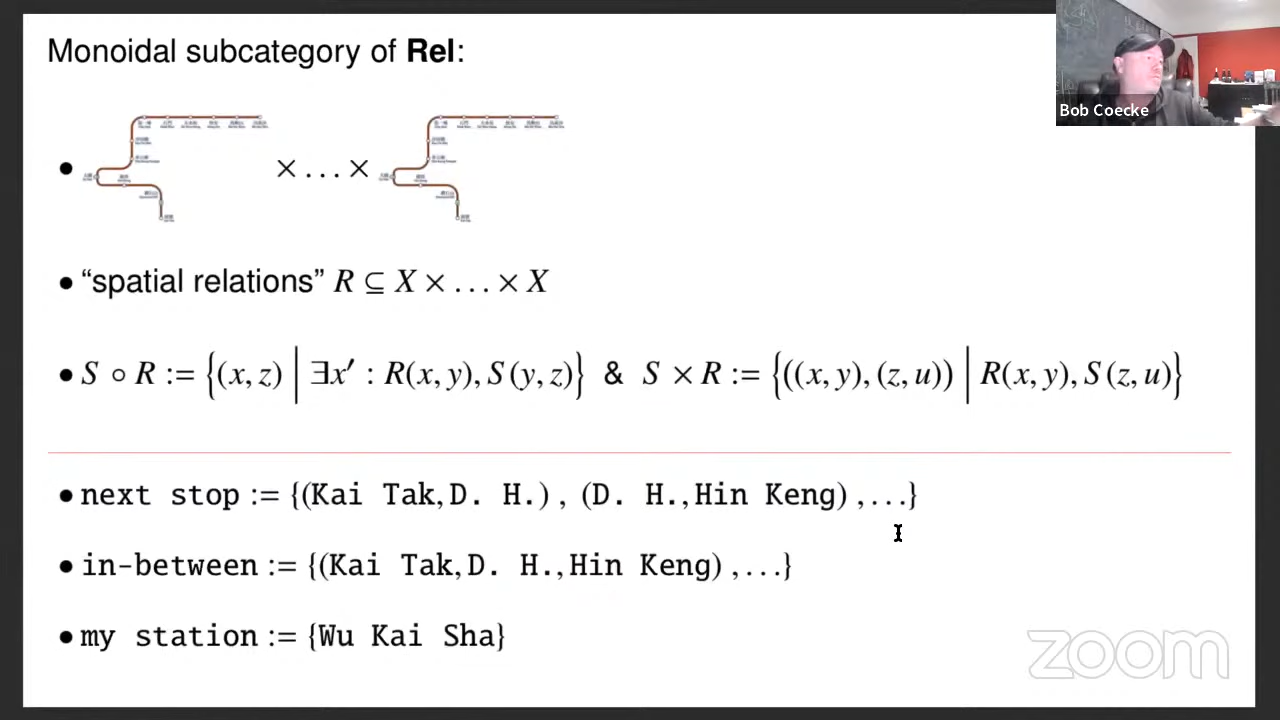 Monoidal subcategory of Rel:
Bob Coecke
× . . . ×
• “spatial relations” R ⊆ X × . . . × X
• S ∘ R := {(x, z) | ∃x′ : R(x, y), S(y, z)} & S × R := {((x, y), (z, u)) | R(x, y), S(z, u)}
• next stop := {(Kai Tak, D. H.) , (D. H., Hin Keng) , . . .}
• in-between := {(Kai Tak, D. H., Hin Keng) , . . .}
• my station := {Wu Kai Sha}
zoom